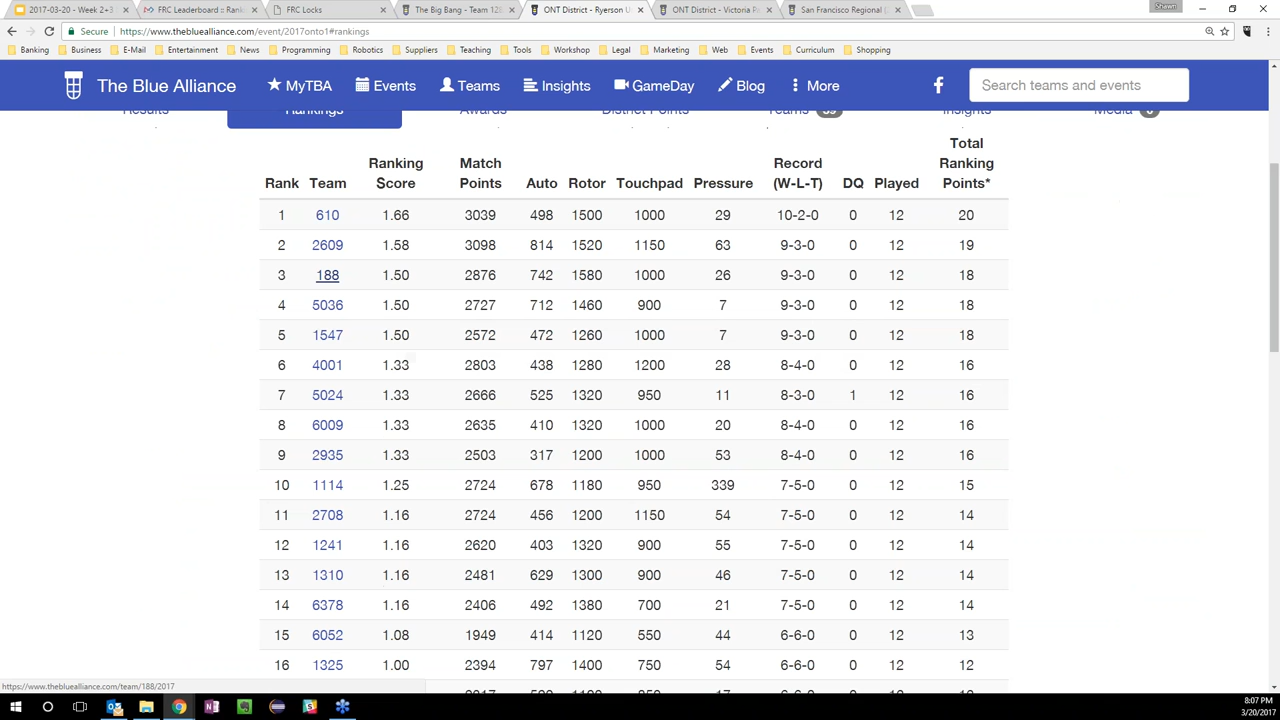 Shawn
2017-03-20 - Week 2+3
FRC Leaderboard :: Rank
FRC Locks
The Big Bang - Team 128
ONT District - Ryerson U
ONT District - Victoria P
San Francisco Regional (
Secure https://www.thebluealliance.com/event/2017onto1#rankings
Banking Business E-Mail Entertainment News Programming Robotics Suppliers Teaching Tools Workshop Legal Marketing Web Events Curriculum Shopping
The Blue Alliance MyTBA Events Teams Insights GameDay Blog More Search teams and events
Results Rankings Awards District Points Teams 39 Insights Media 0
Rank Team Ranking Score Match Points Auto Rotor Touchpad Pressure Record (W-L-T) DQ Played Total Ranking Points*
1 610 1.66 3039 498 1500 1000 29 10-2-0 0 12 20
2 2609 1.58 3098 814 1520 1150 63 9-3-0 0 12 19
3 188 1.50 2876 742 1580 1000 26 9-3-0 0 12 18
4 5036 1.50 2727 712 1460 900 7 9-3-0 0 12 18
5 1547 1.50 2572 472 1260 1000 7 9-3-0 0 12 18
6 4001 1.33 2803 438 1280 1200 28 8-4-0 0 12 16
7 5024 1.33 2666 525 1320 950 11 8-3-0 1 12 16
8 6009 1.33 2635 410 1320 1000 20 8-4-0 0 12 16
9 2935 1.33 2503 317 1200 1000 53 8-4-0 0 12 16
10 1114 1.25 2724 678 1180 950 339 7-5-0 0 12 15
11 2708 1.16 2724 456 1200 1150 54 7-5-0 0 12 14
12 1241 1.16 2620 403 1320 900 55 7-5-0 0 12 14
13 1310 1.16 2481 629 1300 900 46 7-5-0 0 12 14
14 6378 1.16 2406 492 1380 700 21 7-5-0 0 12 14
15 6052 1.08 1949 414 1120 550 44 6-6-0 0 12 13
16 1325 1.00 2394 797 1400 750 54 6-6-0 0 12 12
https://www.thebluealliance.com/team/188/2017
8:07 PM
3/20/2017